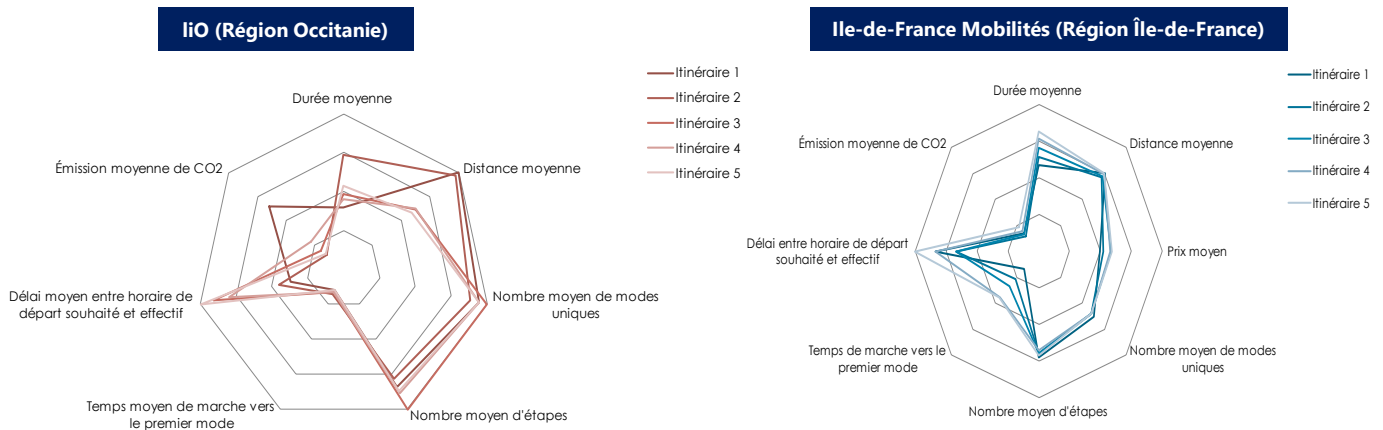 liO (Région Occitanie)
Itinéraire 1
Itinéraire 2
Itinéraire 3
Itinéraire 4
Itinéraire 5
Durée moyenne
Distance moyenne
Nombre moyen de modes
uniques
Nombre moyen d'étapes
Temps moyen de marche vers
le premier mode
Délai moyen entre horaire de
départ souhaité et effectif
Émission moyenne de CO2
Ile-de-France Mobilités (Région Île-de-France)
Itinéraire 1
Itinéraire 2
Itinéraire 3
Itinéraire 4
Itinéraire 5
Durée moyenne
Distance moyenne
Prix moyen
Nombre moyen de modes
uniques
Nombre moyen d'étapes
Temps de marche vers le
premier mode
Délai entre horaire de départ
souhaité et effectif
Émission moyenne de CO2